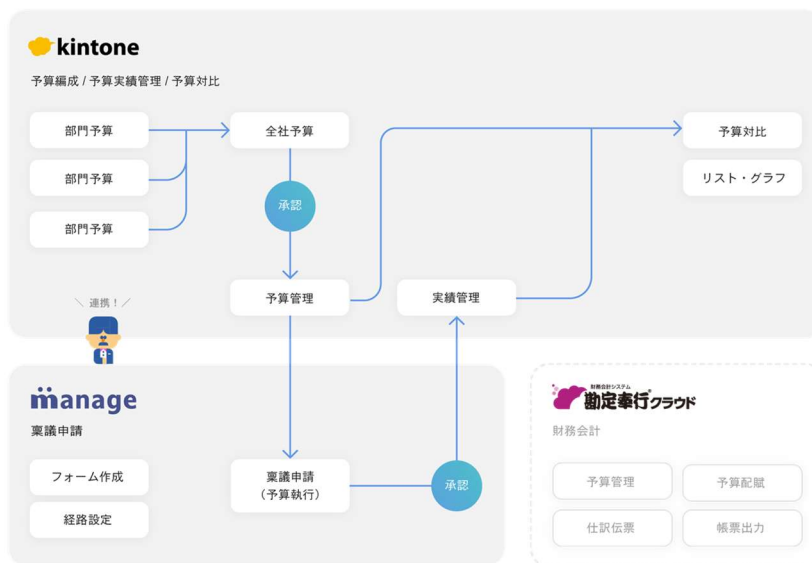 kintone
予算編成 / 予算実績管理 / 予算対比
部門予算
全社予算
予算対比
部門予算
リスト・グラフ
承認
部門予算
予算管理
実績管理
＼ 連携！／
manage
稟議申請
フォーム作成
経路設定
稟議申請
（予算執行）
承認
財務会計システム
勘定奉行クラウド
財務会計
予算管理
予算配賦
仕訳伝票
帳票出力